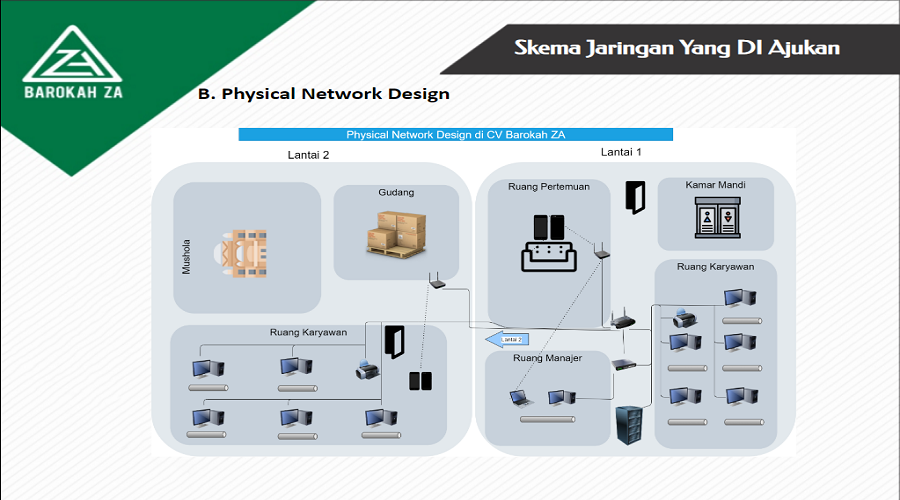 Skema Jaringan Yang DI Ajukan
BAROKAH ZA
B. Physical Network Design
Physical Network Design di CV Barokah ZA
Lantai 2
Lantai 1
Mushola
Gudang
Ruang Pertemuan
Kamar Mandi
Ruang Karyawan
Ruang Karyawan
Lantai 2
Ruang Manajer